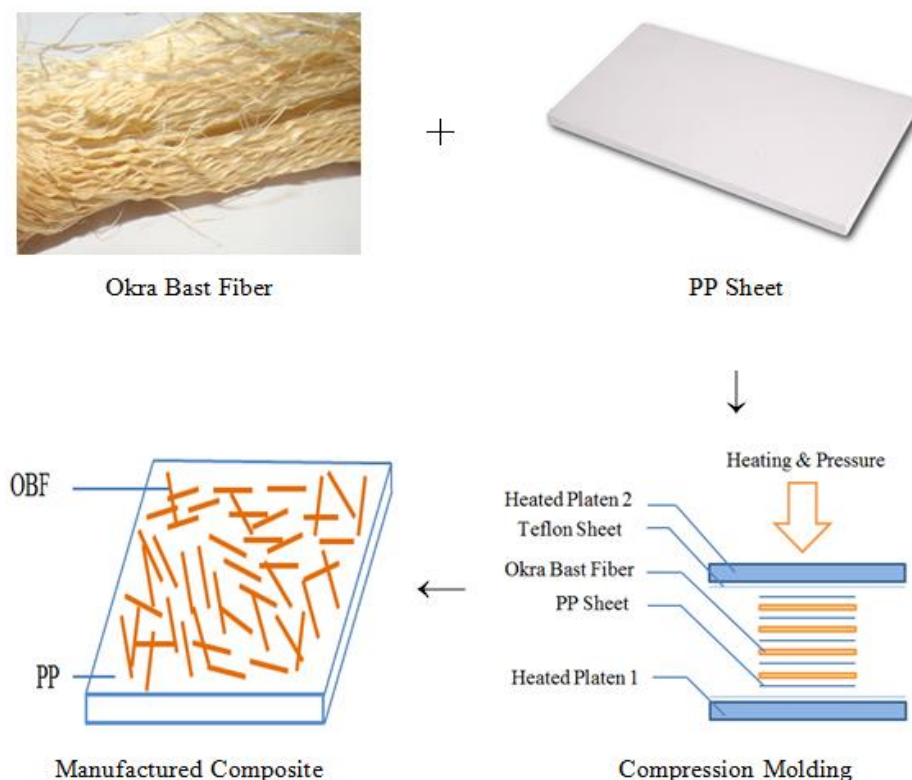 +
Okra Bast Fiber
PP Sheet
↓
Heating & Pressure
Heated Platen 2
Teflon Sheet
Okra Bast Fiber
PP Sheet
Heated Platen 1
Compression Molding
←
OBF
PP
Manufactured Composite